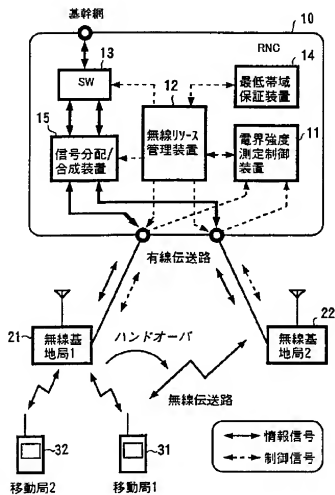 基幹網
10
RNC
13
SW
12
14
最低帯域
保証装置
15
信号分配/
合成装置
無線リソース
管理装置
電界強度
測定制御
装置
11
有線伝送路
21
無線基
地局1
ハンドオーバ
22
無線基
地局2
無線伝送路
32
31
移動局2
移動局1
情報信号
制御信号